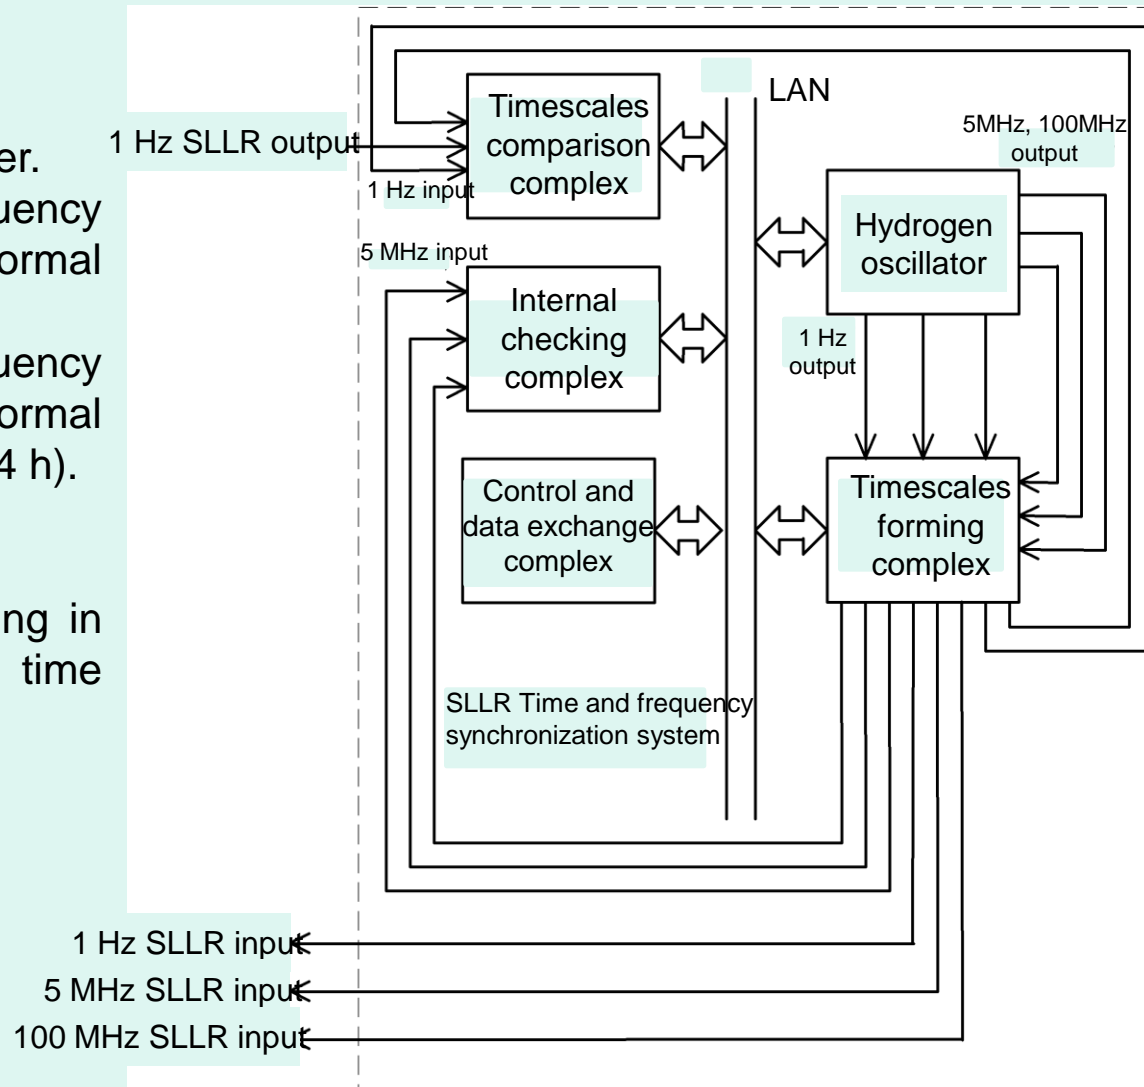 er.
uency
ormal
uency
ormal
4 h).
ing in
time
LAN
1 Hz SLLR output
Timescales
comparison
complex
1 Hz input
5MHz, 100MHz
output
Hydrogen
oscillator
5 MHz input
Internal
checking
complex
1 Hz
output
Control and
data exchange
complex
Timescales
forming
complex
SLLR Time and frequency
synchronization system
1 Hz SLLR input
5 MHz SLLR input
100 MHz SLLR input